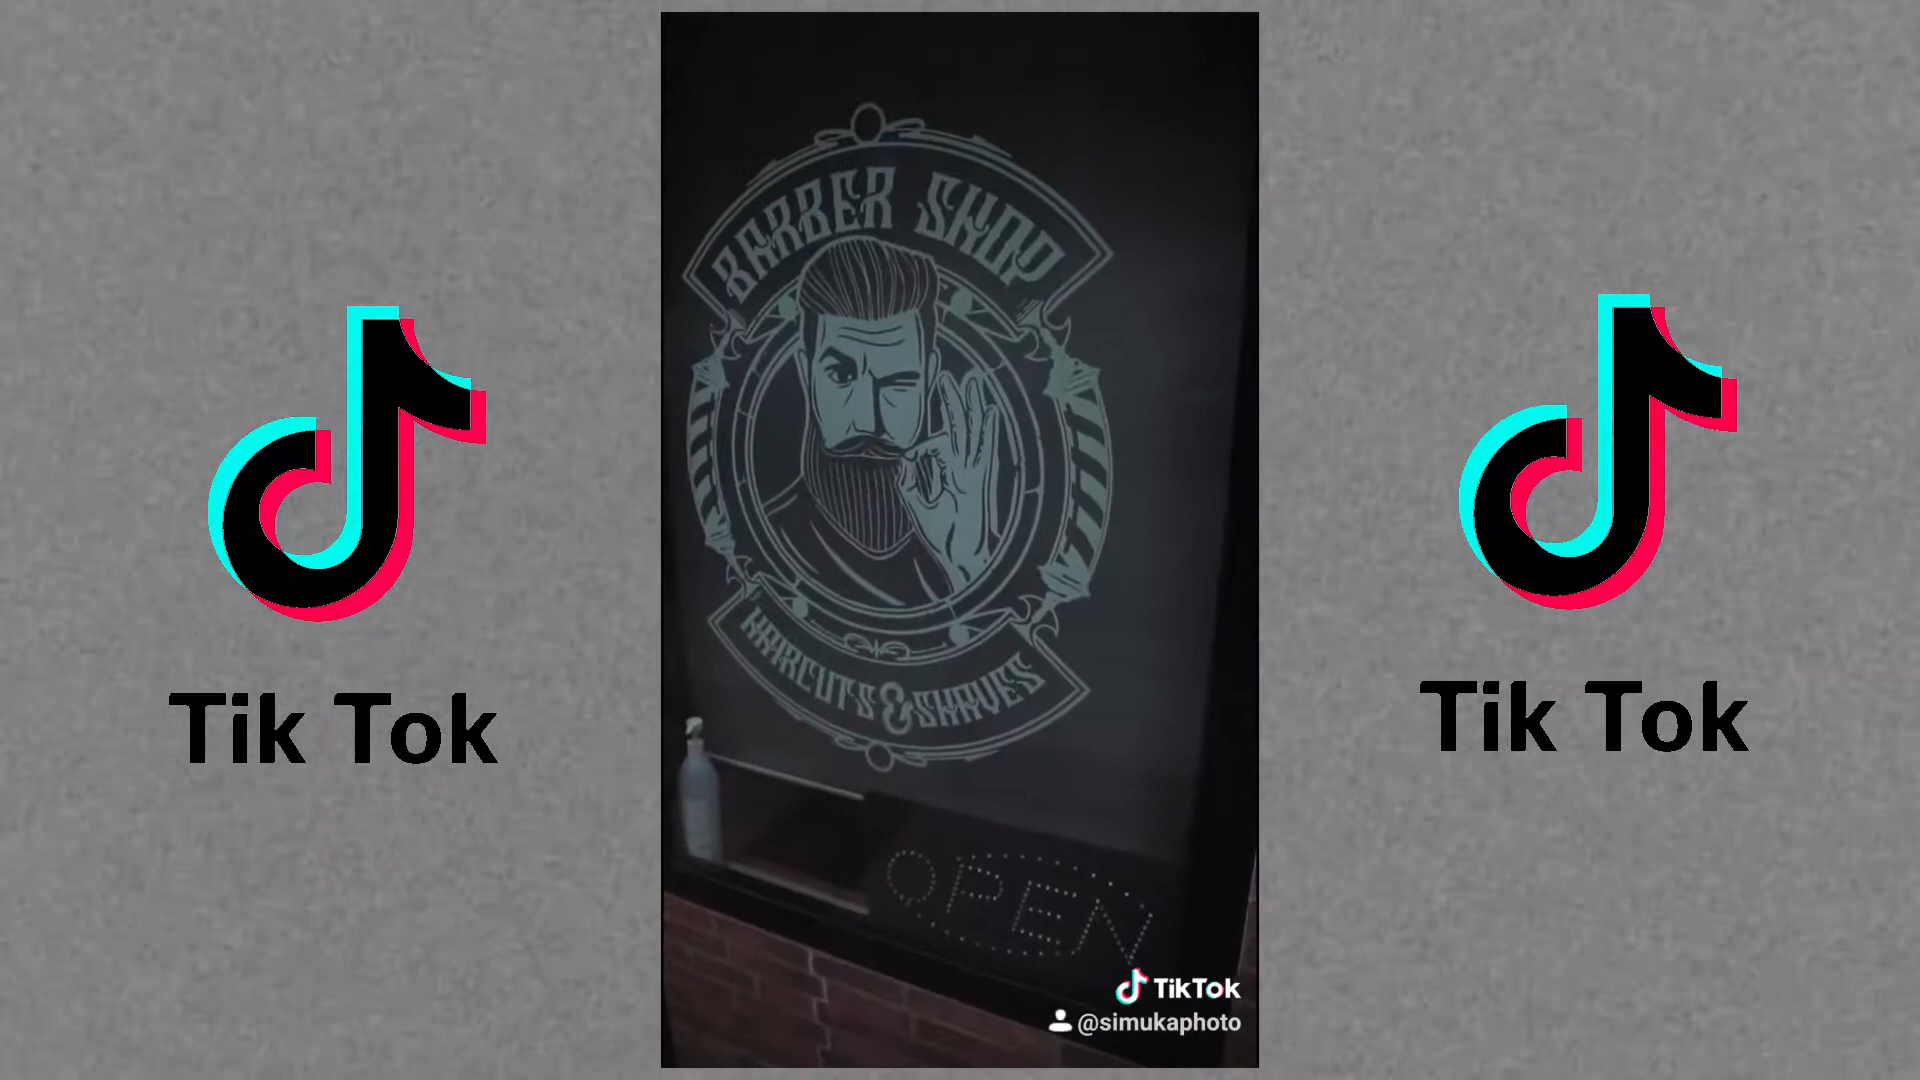 BARBER SHOP
HAIRCUTS & SHAVES
OPEN
TikTok
@simukaphoto
Tik Tok
Tik Tok